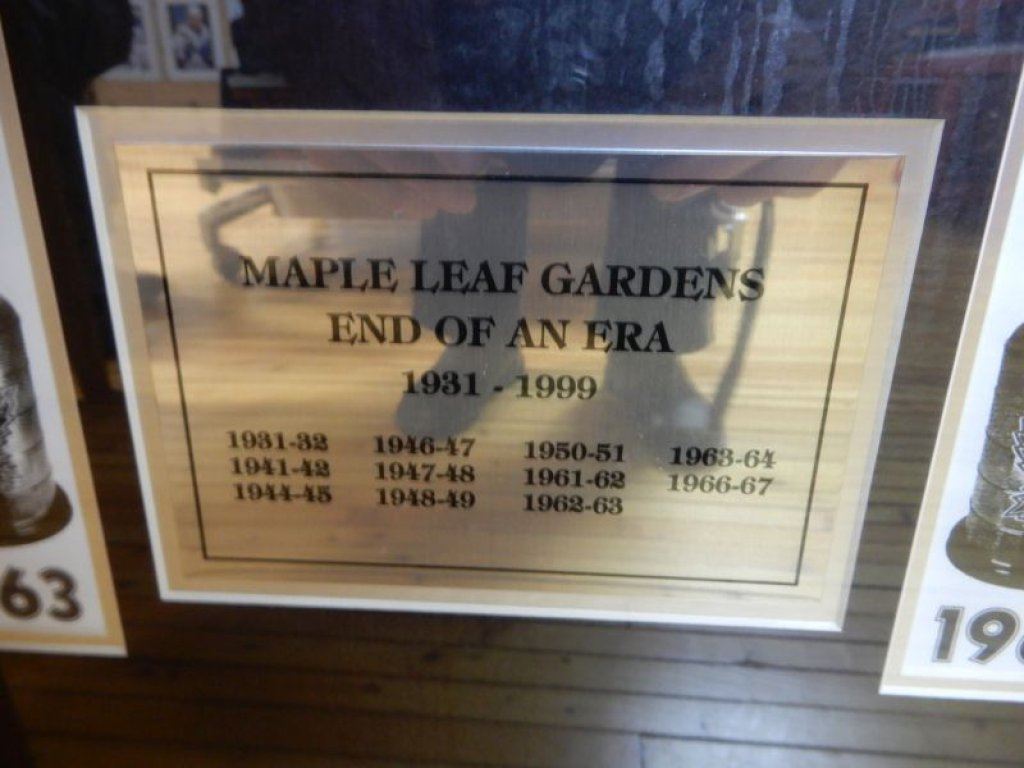 MAPLE LEAF GARDENS
END OF AN ERA
1931 - 1999
1931-32 1946-47 1950-51 1963-64
1941-42 1947-48 1961-62 1966-67
1944-45 1948-49 1962-63
63
19